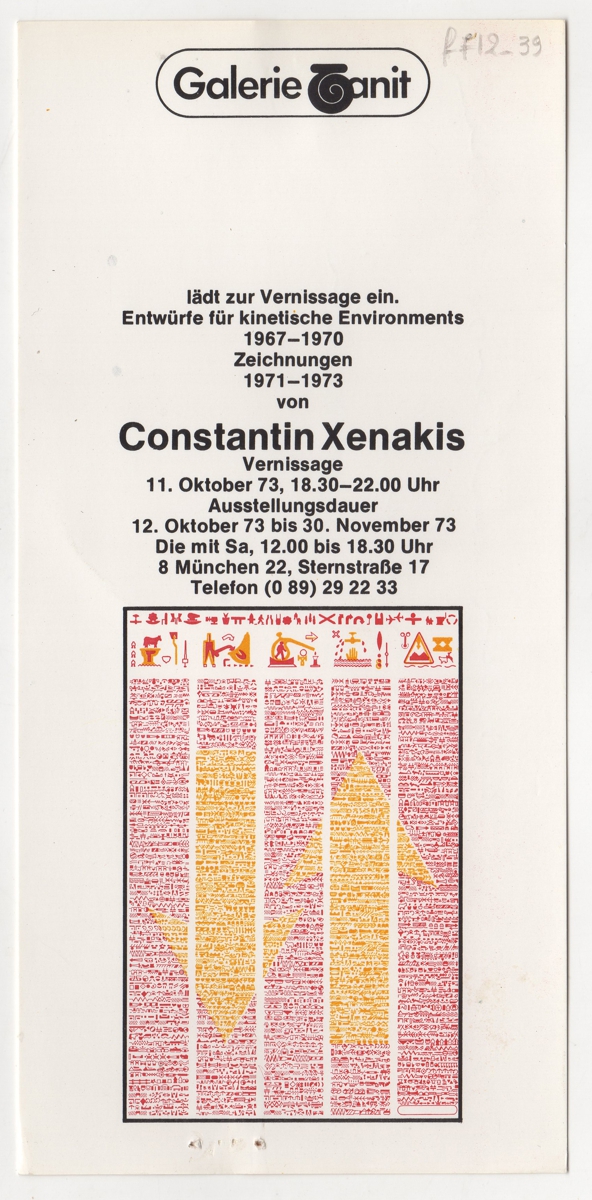 ff12-39
Galerie Tanit
lädt zur Vernissage ein.
Entwürfe für kinetische Environments
1967–1970
Zeichnungen
1971–1973
von
Constantin Xenakis
Vernissage
11. Oktober 73, 18.30–22.00 Uhr
Ausstellungsdauer
12. Oktober 73 bis 30. November 73
Die mit Sa, 12.00 bis 18.30 Uhr
8 München 22, Sternstraße 17
Telefon (0 89) 29 22 33